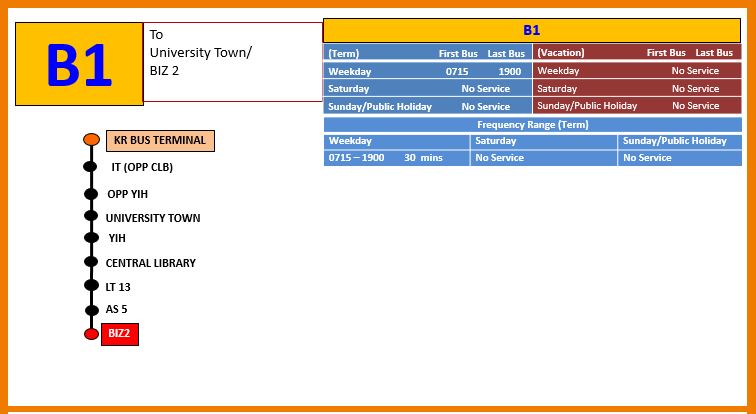 B1
To
University Town/
BIZ 2
B1
(Term) First Bus Last Bus
Weekday 0715 1900
Saturday No Service
Sunday/Public Holiday No Service
(Vacation) First Bus Last Bus
Weekday No Service
Saturday No Service
Sunday/Public Holiday No Service
Frequency Range (Term)
Weekday Saturday Sunday/Public Holiday
0715 – 1900 30 mins No Service No Service
KR BUS TERMINAL
IT (OPP CLB)
OPP YIH
UNIVERSITY TOWN
YIH
CENTRAL LIBRARY
LT 13
AS 5
BIZ2